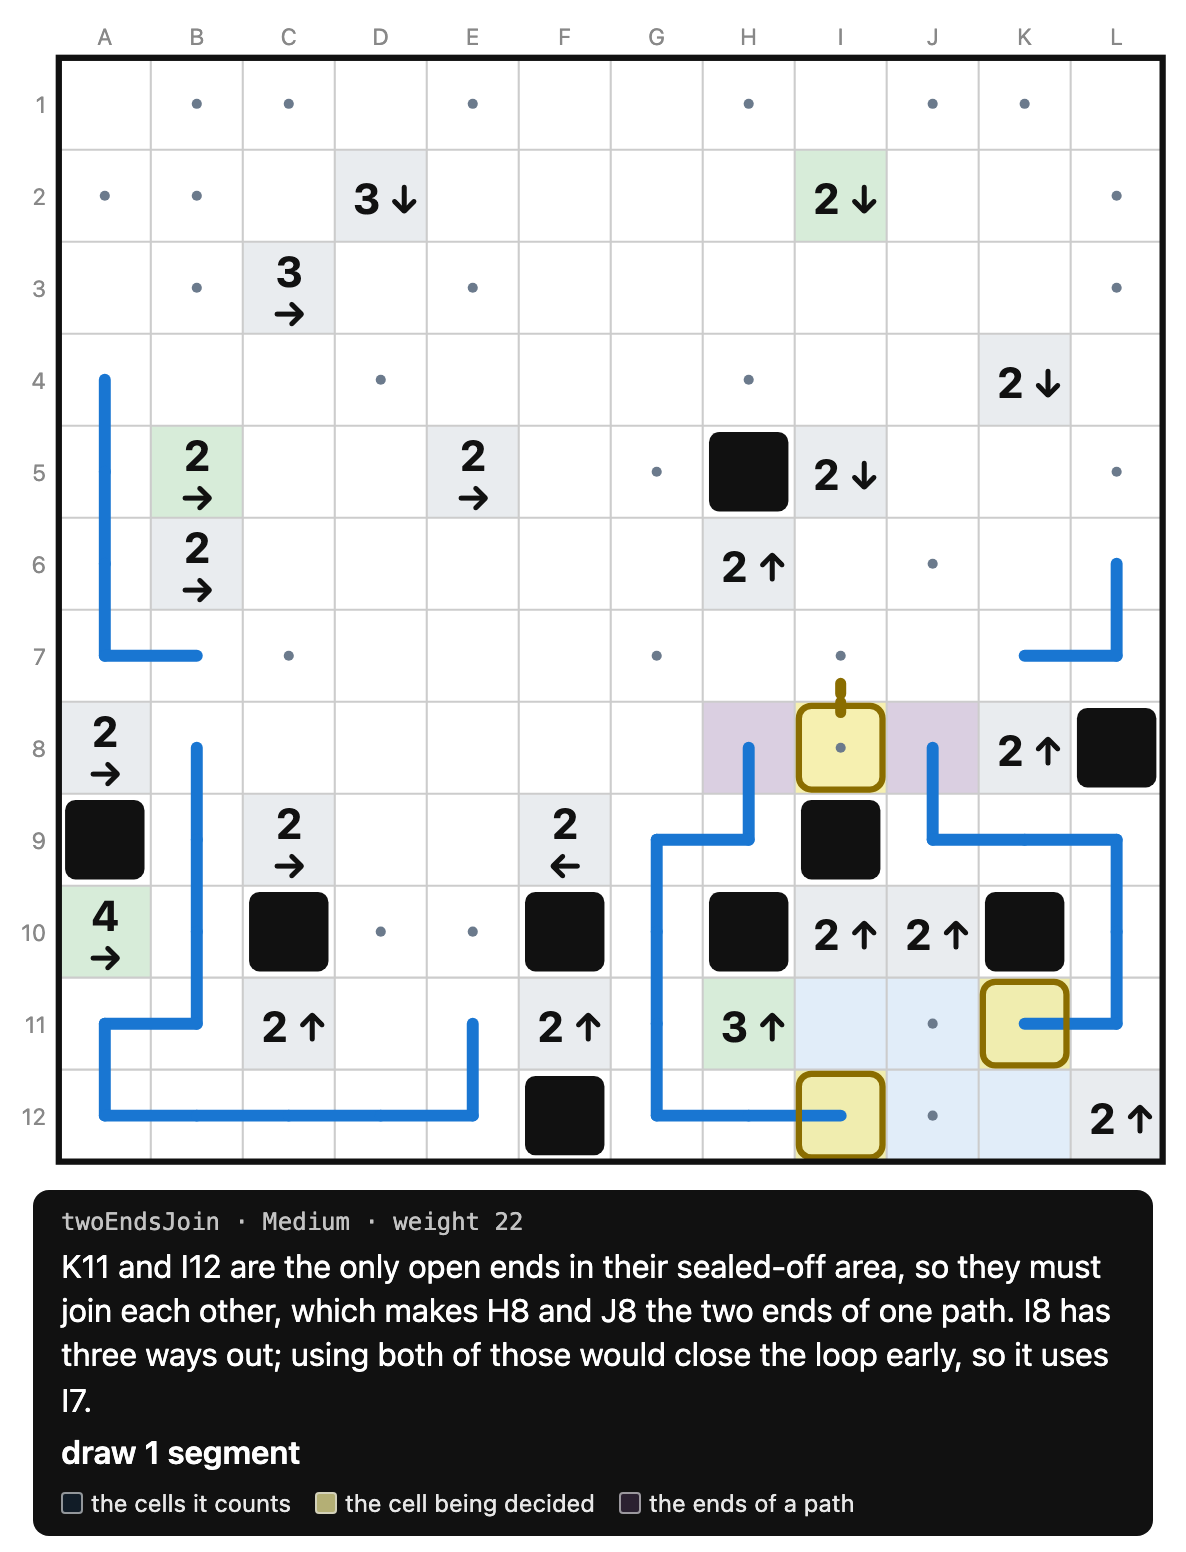 A B C D E F G H I J K L
1
2 3 ↓ 2 ↓
3 3 →
4 2 ↓
5 2 → 2 → 2 ↓
6 2 → 2 ↑
7
8 2 → 2 ↑
9 2 → 2 ←
10 4 → 2 ↑ 2 ↑
11 2 ↑ 2 ↑ 3 ↑
12 2 ↑
twoEndsJoin · Medium · weight 22
K11 and I12 are the only open ends in their sealed-off area, so they must
join each other, which makes H8 and J8 the two ends of one path. I8 has
three ways out; using both of those would close the loop early, so it uses
I7.
draw 1 segment
the cells it counts the cell being decided the ends of a path